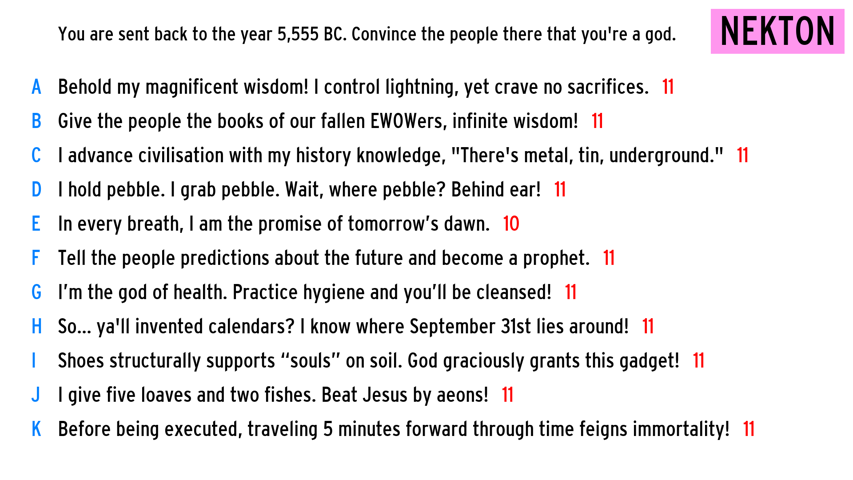 You are sent back to the year 5,555 BC. Convince the people there that you're a god.
NEKTON
A Behold my magnificent wisdom! I control lightning, yet crave no sacrifices. 11
B Give the people the books of our fallen EWOWers, infinite wisdom! 11
C I advance civilisation with my history knowledge, "There's metal, tin, underground." 11
D I hold pebble. I grab pebble. Wait, where pebble? Behind ear! 11
E In every breath, I am the promise of tomorrow’s dawn. 10
F Tell the people predictions about the future and become a prophet. 11
G I’m the god of health. Practice hygiene and you’ll be cleansed! 11
H So... ya'll invented calendars? I know where September 31st lies around! 11
I Shoes structurally supports “souls” on soil. God graciously grants this gadget! 11
J I give five loaves and two fishes. Beat Jesus by aeons! 11
K Before being executed, traveling 5 minutes forward through time feigns immortality! 11